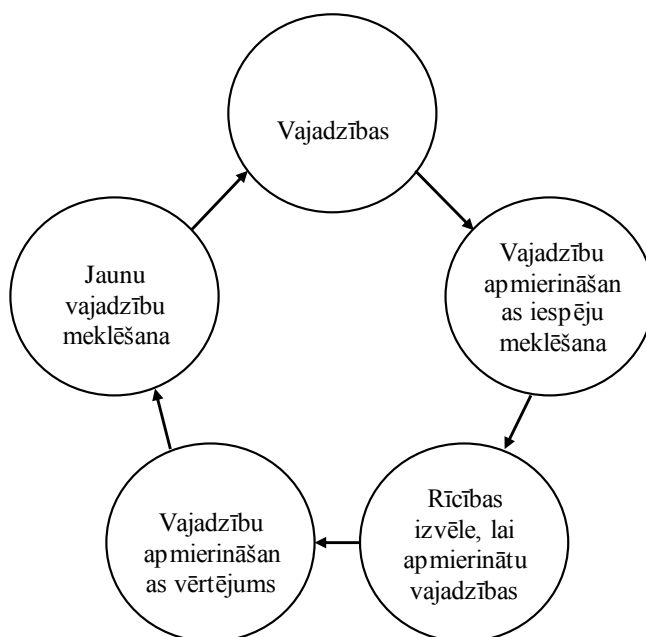 Vajadzības
Vajadzību
apmierināšan
as iespēju
meklēšana
Rīcības
izvēle, lai
apmierinātu
vajadzības
Vajadzību
apmierināšan
as vērtējums
Jaunu
vajadzību
meklēšana